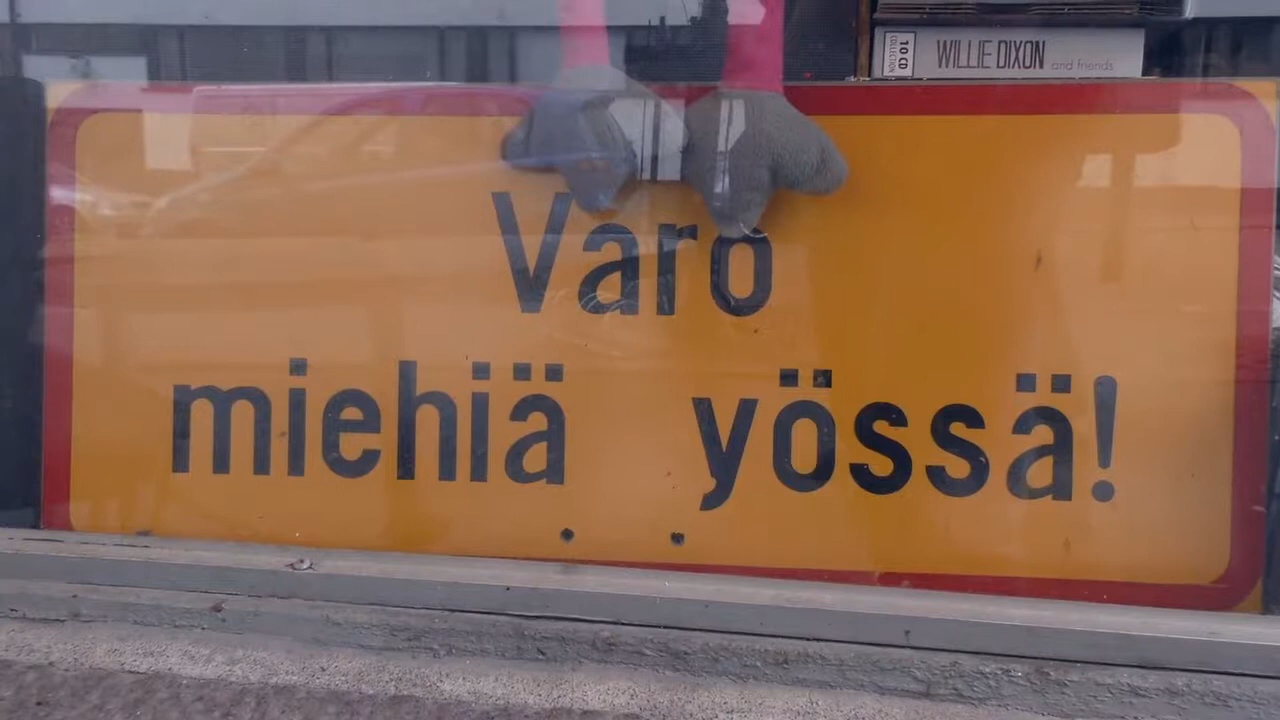 10 CD
COLLECTION
WILLIE DIXON and friends
Varo
miehiä yössä!